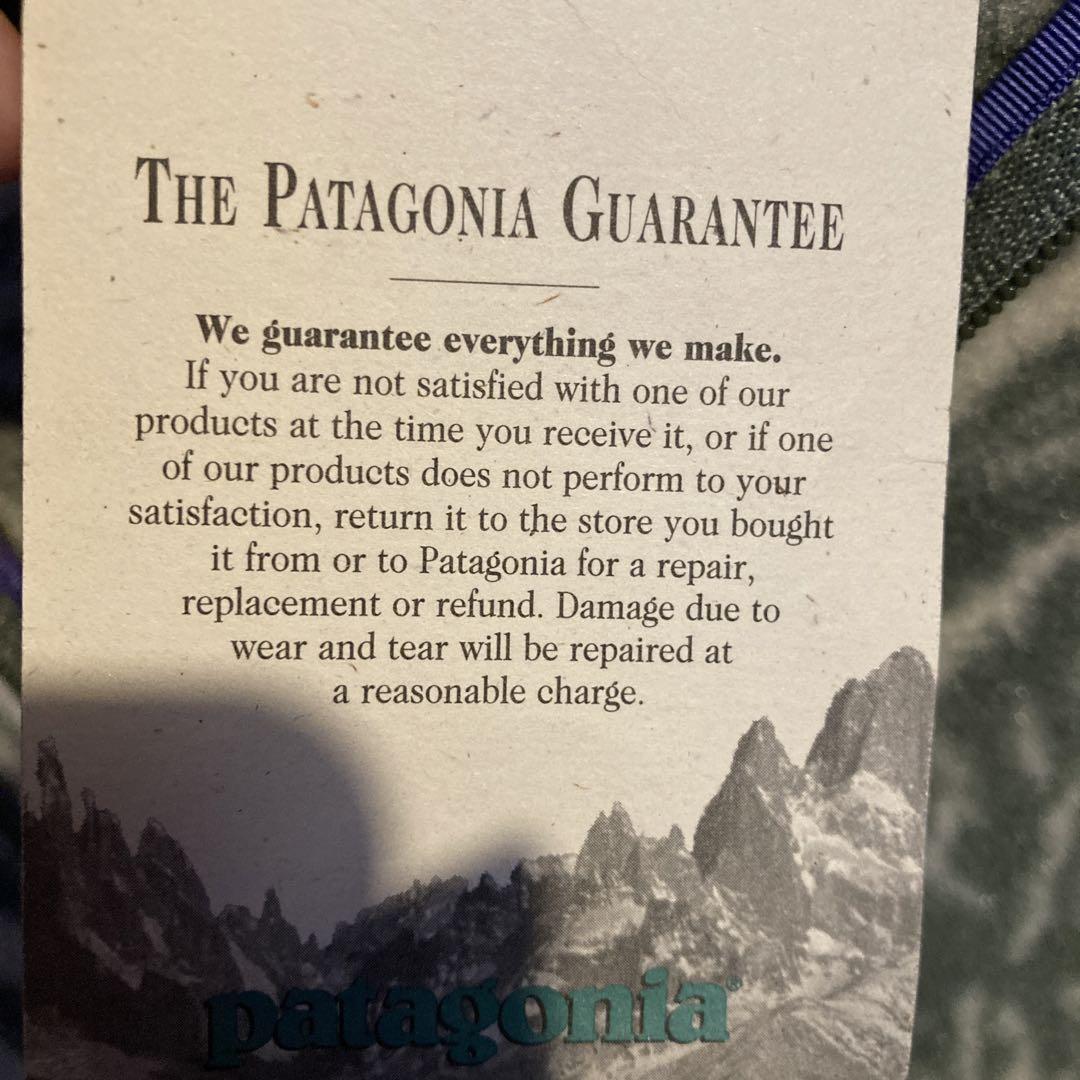 THE PATAGONIA GUARANTEE
We guarantee everything we make.
If you are not satisfied with one of our
products at the time you receive it, or if one
of our products does not perform to your
satisfaction, return it to the store you bought
it from or to Patagonia for a repair,
replacement or refund. Damage due to
wear and tear will be repaired at
a reasonable charge.
patagonia®